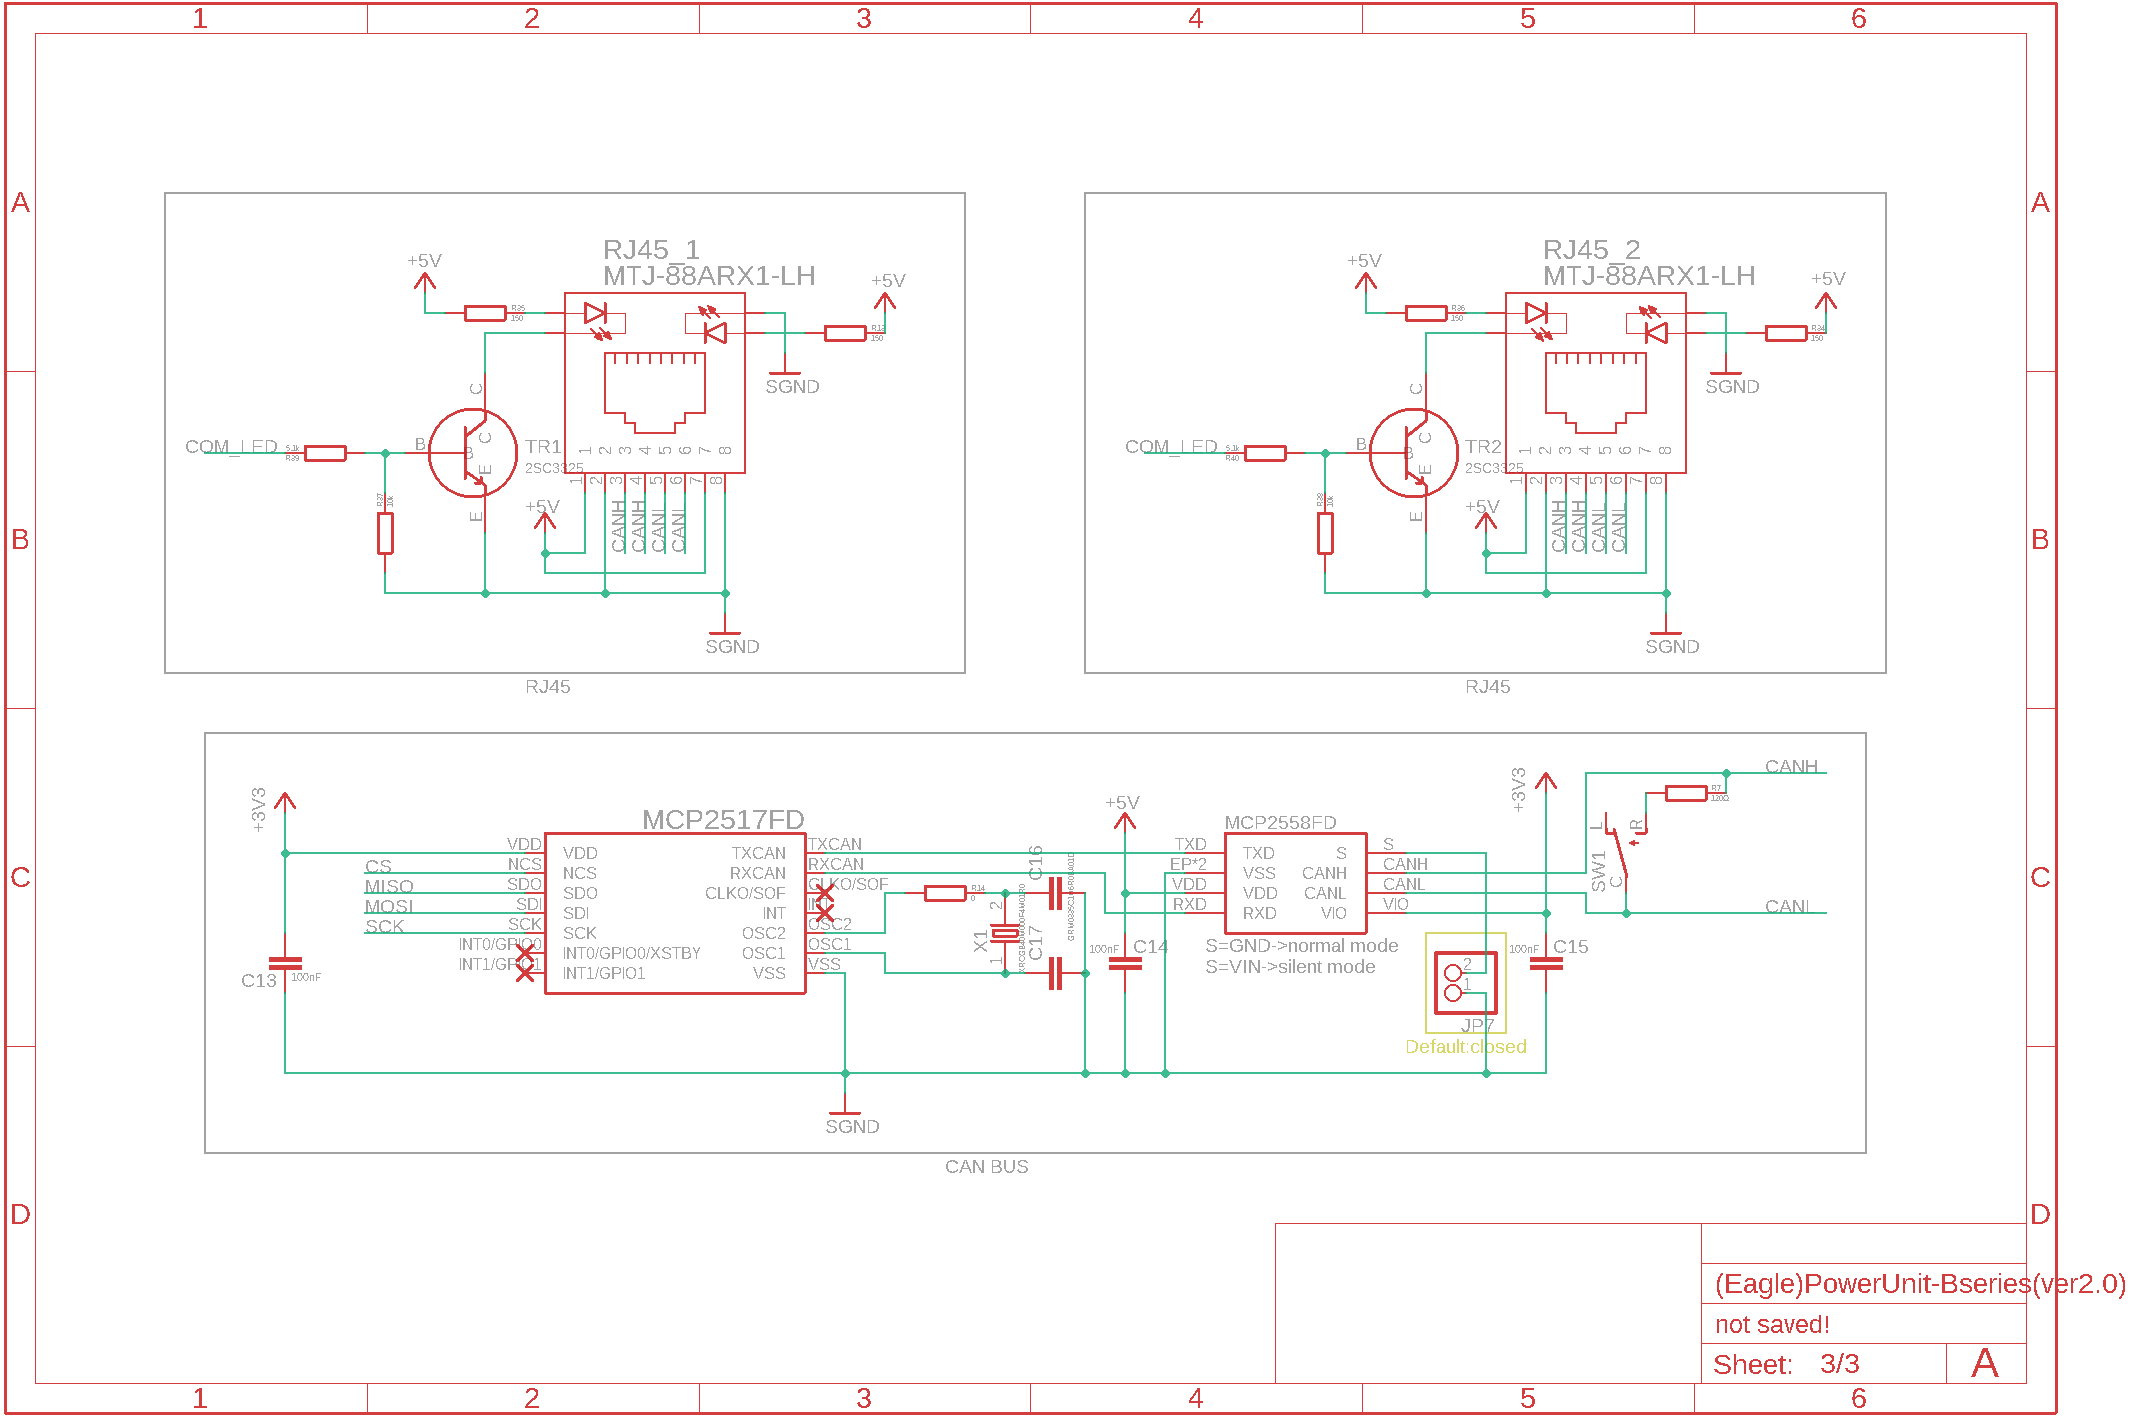 1 2 3 4 5 6
A A
RJ45_1
MTJ-88ARX1-LH
+5V
+5V
R35
150
150
SGND
C
COM_LED
5.1k
R39
B
B
C
E
TR1
2SC3325
1 2 3 4 5 6 7 8
1 2 3 4 5 6 7 8
10k
E
+5V
CANH
CANH
CANL
CANL
SGND
RJ45
RJ45_2
MTJ-88ARX1-LH
+5V
+5V
R36
150
R34
150
SGND
C
COM_LED
5.1k
R40
B
B
C
E
TR2
2SC3325
1 2 3 4 5 6 7 8
1 2 3 4 5 6 7 8
R38
10k
E
+5V
CANH
CANH
CANL
CANL
SGND
RJ45
B B
C C
+3V3
C13
100nF
CS
MISO
MOSI
SCK
VDD
NCS
SDO
SDI
SCK
INT0/GPIO0
INT1/GPIO1
MCP2517FD
VDD
NCS
SDO
SDI
SCK
INT0/GPIO0/XSTBY
INT1/GPIO1
TXCAN
RXCAN
CLKO/SOF
INT
OSC2
OSC1
VSS
TXCAN
RXCAN
CLKO/SOF
INT
OSC2
OSC1
VSS
R14
0
X1
2
1
C16
C17
+5V
100nF
C14
MCP2558FD
TXD
EP*2
VDD
RXD
TXD
VSS
VDD
RXD
S
CANH
CANL
VIO
S
CANH
CANL
VIO
S=GND->normal mode
S=VIN->silent mode
2
1
JP7
Default:closed
+3V3
100nF
C15
CANH
R7
120Ω
L
R
SW1
C
CANL
SGND
CAN BUS
D D
(Eagle)PowerUnit-Bseries(ver2.0)
not saved!
Sheet: 3/3
A
1 2 3 4 5 6